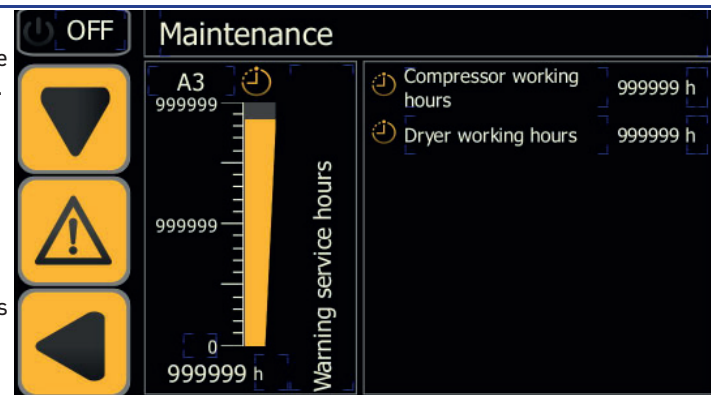 OFF
Maintenance
e
.
s
A3
999999
999999
0
999999 h
Warning service hours
Compressor working
hours
999999 h
Dryer working hours
999999 h